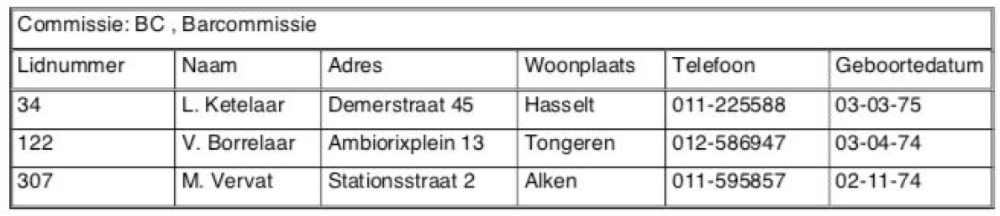 Commissie: BC , Barcommissie
Lidnummer Naam Adres Woonplaats Telefoon Geboortedatum
34 L. Ketelaar Demerstraat 45 Hasselt 011-225588 03-03-75
122 V. Borrelaar Ambiorixplein 13 Tongeren 012-586947 03-04-74
307 M. Vervat Stationsstraat 2 Alken 011-595857 02-11-74